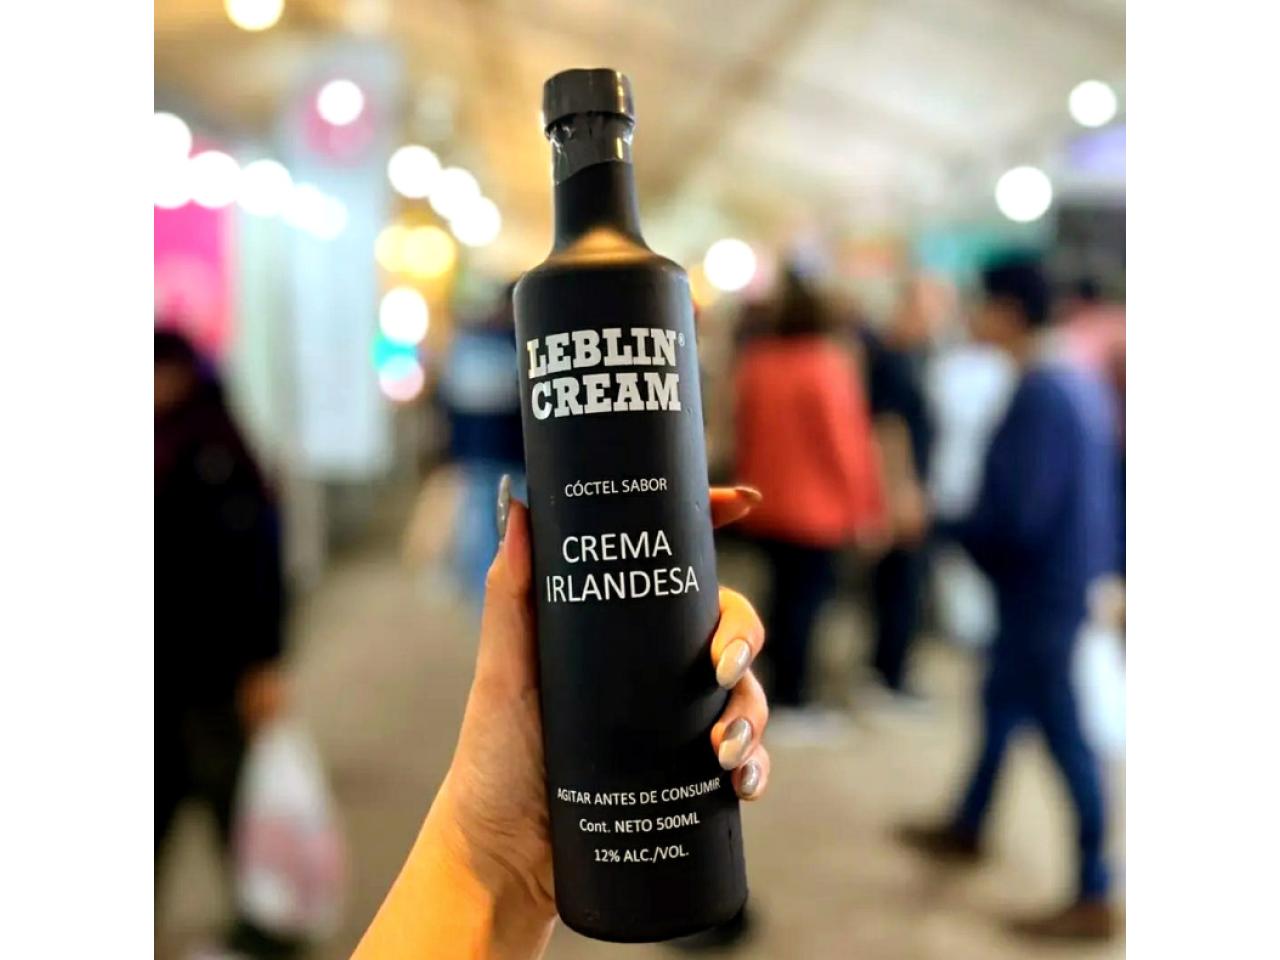 LEBLIN®
CREAM
CÓCTEL SABOR
CREMA
IRLANDESA
AGITAR ANTES DE CONSUMIR
Cont. NETO 500ML
12% ALC./VOL.